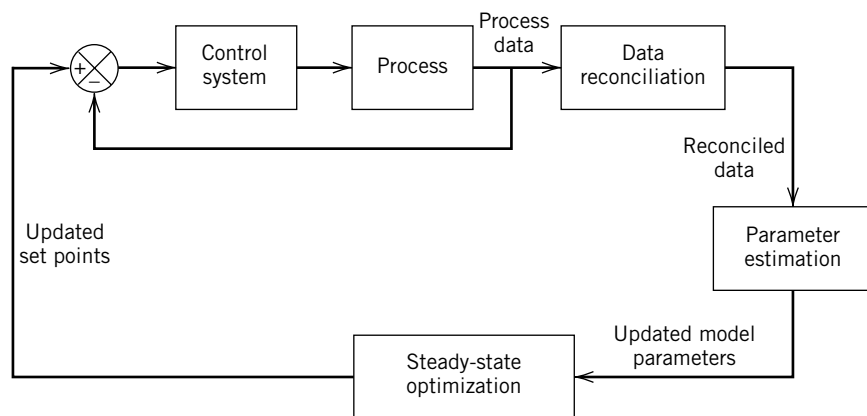 Process
data
+
−
Control
system
Process
Data
reconciliation
Reconciled
data
Updated
set points
Parameter
estimation
Updated model
parameters
Steady-state
optimization